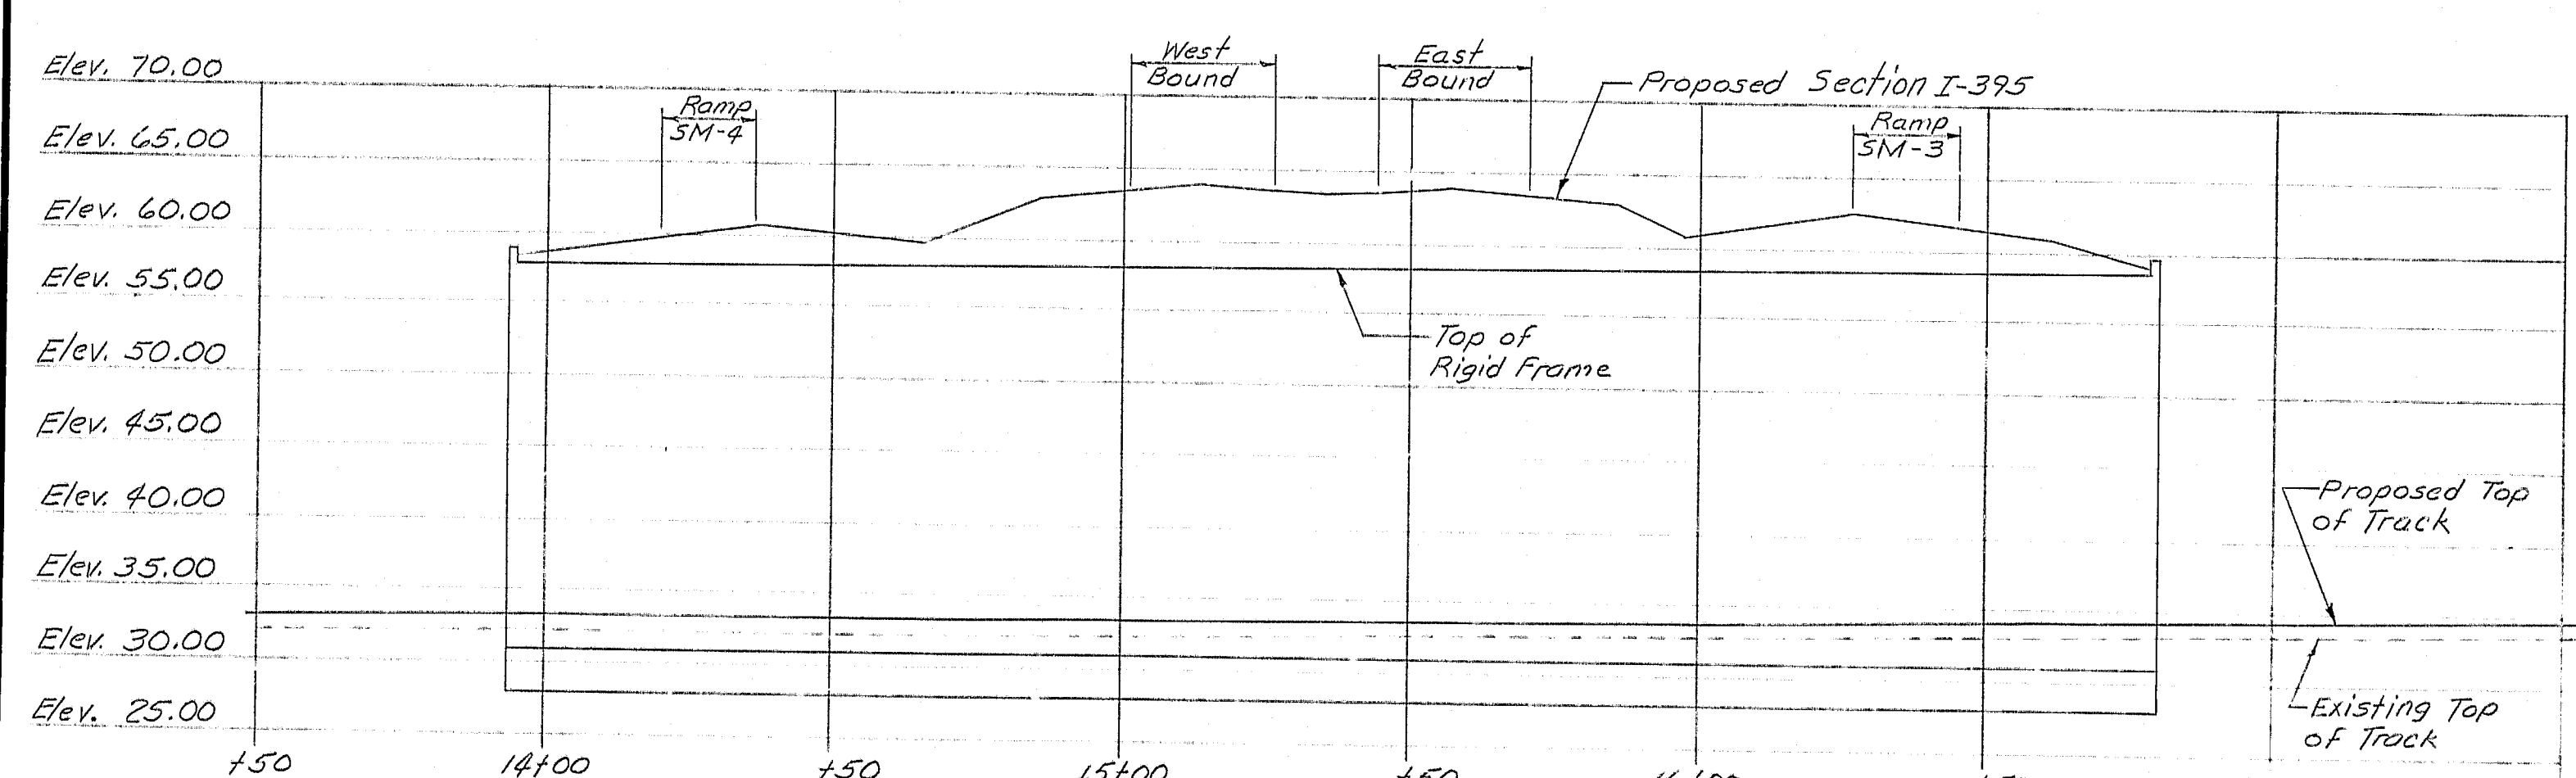 Elev. 70.00
Elev. 65.00
Elev. 60.00
Elev. 55.00
Elev. 50.00
Elev. 45.00
Elev. 40.00
Elev. 35.00
Elev. 30.00
Elev. 25.00
Ramp
SM-4
West
Bound
East
Bound
Proposed Section I-395
Ramp
SM-3
Top of
Rigid Frame
Proposed Top
of Track
Existing Top
of Track
+50
14+00
+50
15+00
+50
16+00